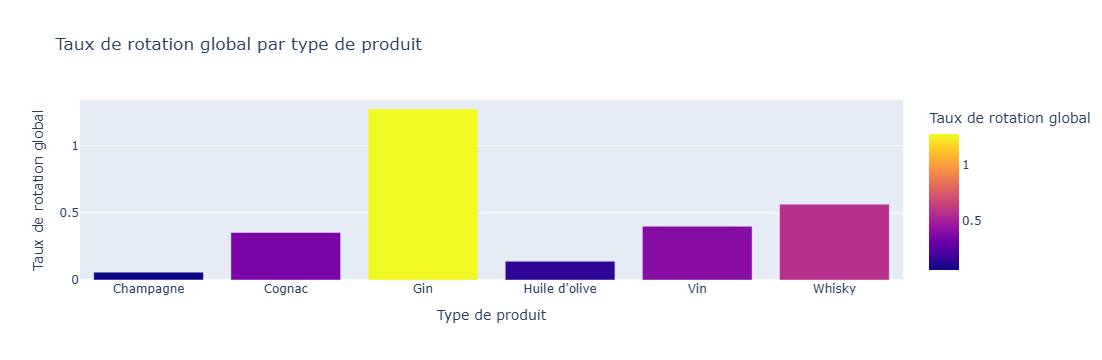 Taux de rotation global par type de produit
Taux de rotation global
1
0.5
0
Champagne
Cognac
Gin
Huile d'olive
Vin
Whisky
Type de produit
Taux de rotation global
1
0.5